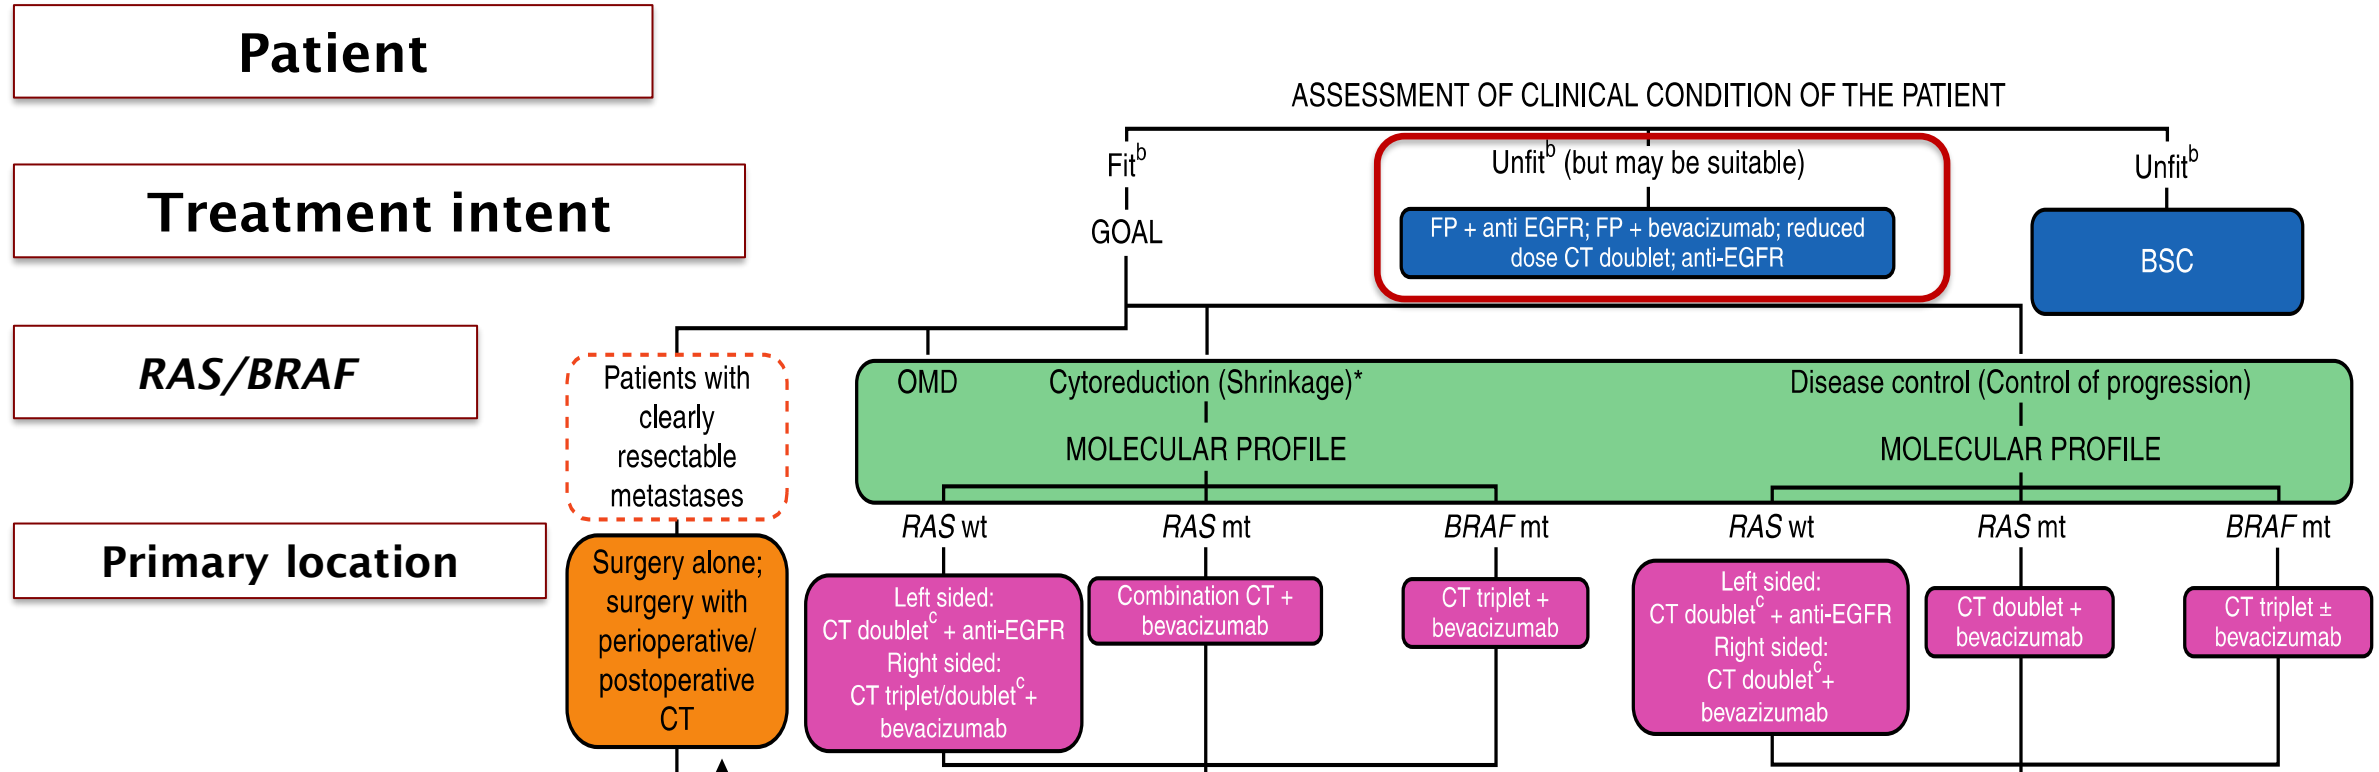 Patient
Treatment intent
RAS/BRAF
Primary location
ASSESSMENT OF CLINICAL CONDITION OF THE PATIENT
Fitᵇ
GOAL
Unfitᵇ (but may be suitable)
FP + anti EGFR; FP + bevacizumab; reduced
dose CT doublet; anti-EGFR
Unfitᵇ
BSC
Patients with
clearly
resectable
metastases
Surgery alone;
surgery with
perioperative/
postoperative
CT
OMD
Cytoreduction (Shrinkage)*
MOLECULAR PROFILE
Disease control (Control of progression)
MOLECULAR PROFILE
RAS wt
Left sided:
CT doubletᶜ + anti-EGFR
Right sided:
CT triplet/doubletᶜ+
bevacizumab
RAS mt
Combination CT +
bevacizumab
BRAF mt
CT triplet +
bevacizumab
RAS wt
Left sided:
CT doubletᶜ + anti-EGFR
Right sided:
CT doubletᶜ+
bevazizumab
RAS mt
CT doublet +
bevacizumab
BRAF mt
CT triplet ±
bevacizumab